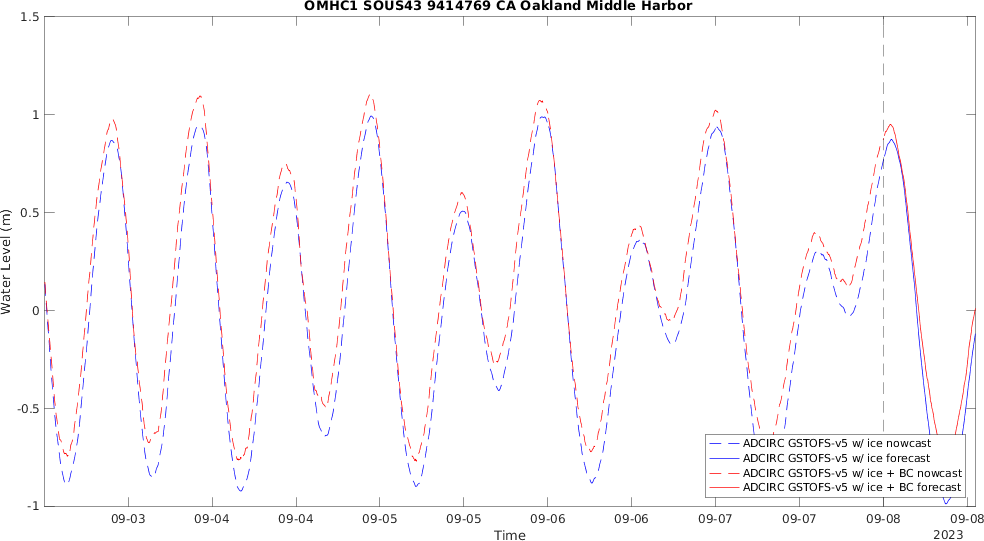 OMHC1 SOUS43 9414769 CA Oakland Middle Harbor
1.5
1
0.5
0
-0.5
-1
Water Level (m)
ADCIRC GSTOFS-v5 w/ ice nowcast
ADCIRC GSTOFS-v5 w/ ice forecast
ADCIRC GSTOFS-v5 w/ ice + BC nowcast
ADCIRC GSTOFS-v5 w/ ice + BC forecast
09-03 09-04 09-04 09-05 09-05 09-06 09-06 09-07 09-07 09-08 09-08
Time
2023